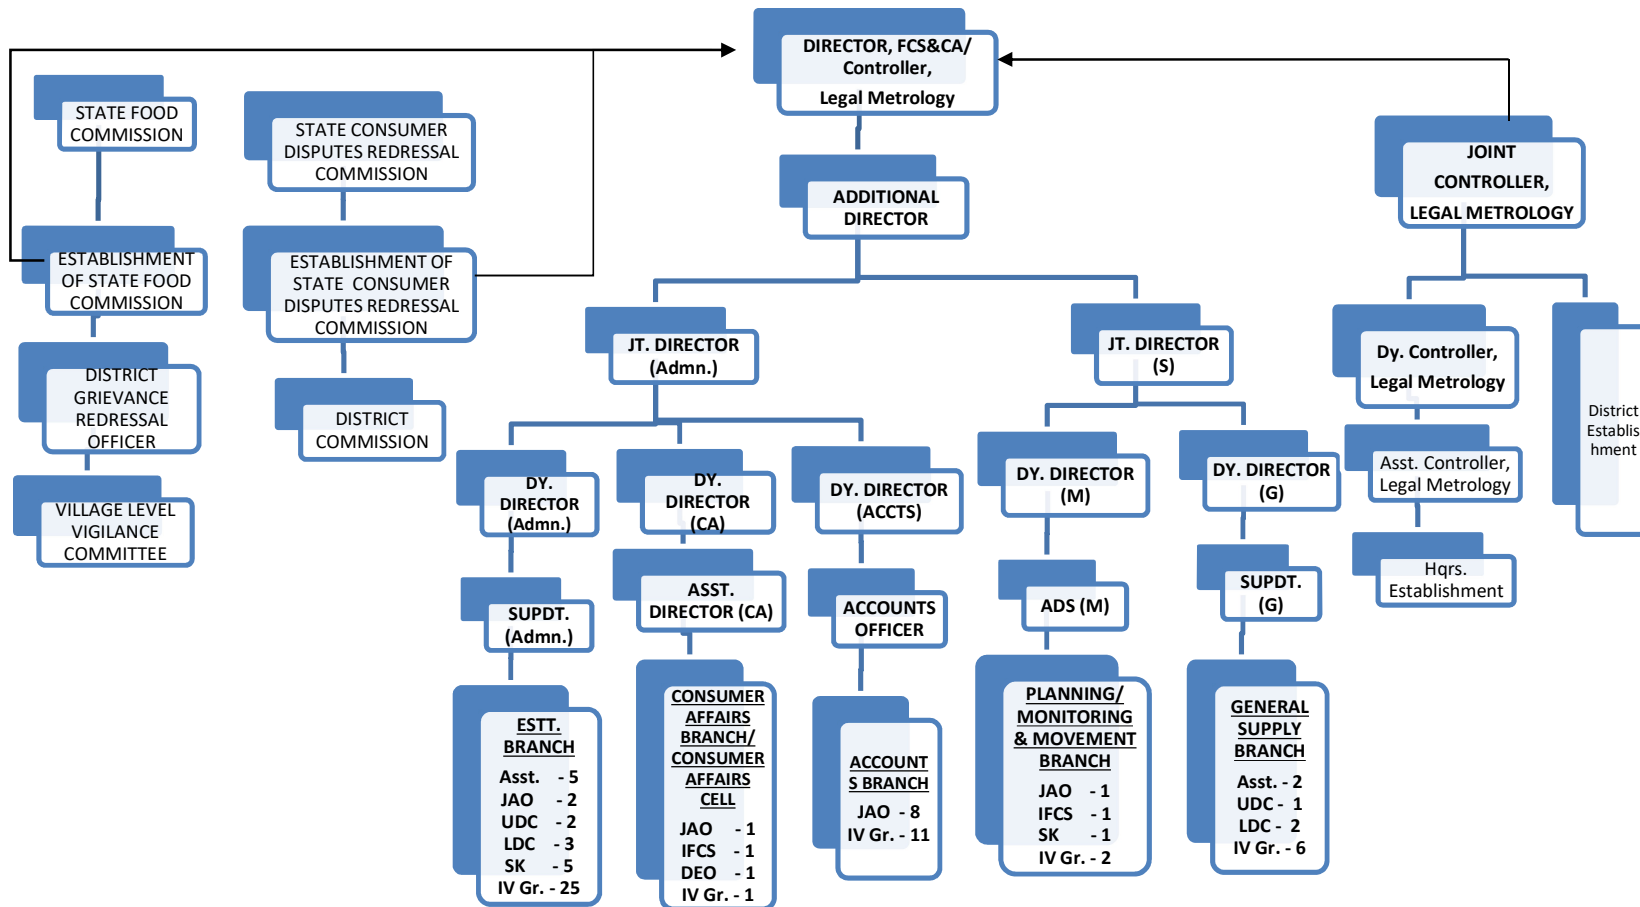 DIRECTOR, FCS&CA/
Controller,
Legal Metrology
STATE FOOD
COMMISSION
STATE CONSUMER
DISPUTES REDRESSAL
COMMISSION
ADDITIONAL
DIRECTOR
JOINT
CONTROLLER,
LEGAL METROLOGY
ESTABLISHMENT
OF STATE FOOD
COMMISSION
ESTABLISHMENT OF
STATE CONSUMER
DISPUTES REDRESSAL
COMMISSION
JT. DIRECTOR
(Admn.)
JT. DIRECTOR
(S)
Dy. Controller,
Legal Metrology
District
Establis
hment
DISTRICT
GRIEVANCE
REDRESSAL
OFFICER
DISTRICT
COMMISSION
VILLAGE LEVEL
VIGILANCE
COMMITTEE
DY.
DIRECTOR
(Admn.)
DY.
DIRECTOR
(CA)
DY. DIRECTOR
(ACCTS)
DY. DIRECTOR
(M)
DY. DIRECTOR
(G)
Asst. Controller,
Legal Metrology
SUPDT.
(Admn.)
ASST.
DIRECTOR (CA)
ACCOUNTS
OFFICER
ADS (M)
SUPDT.
(G)
Hqrs.
Establishment
ESTT.
BRANCH
Asst. - 5
JAO - 2
UDC - 2
LDC - 3
SK - 5
IV Gr. - 25
CONSUMER
AFFAIRS
BRANCH/
CONSUMER
AFFAIRS
CELL
JAO - 1
IFCS - 1
DEO - 1
IV Gr. - 1
ACCOUNT
S BRANCH
JAO - 8
IV Gr. - 11
PLANNING/
MONITORING
& MOVEMENT
BRANCH
JAO - 1
IFCS - 1
SK - 1
IV Gr. - 2
GENERAL
SUPPLY
BRANCH
Asst. - 2
UDC - 1
LDC - 2
IV Gr. - 6